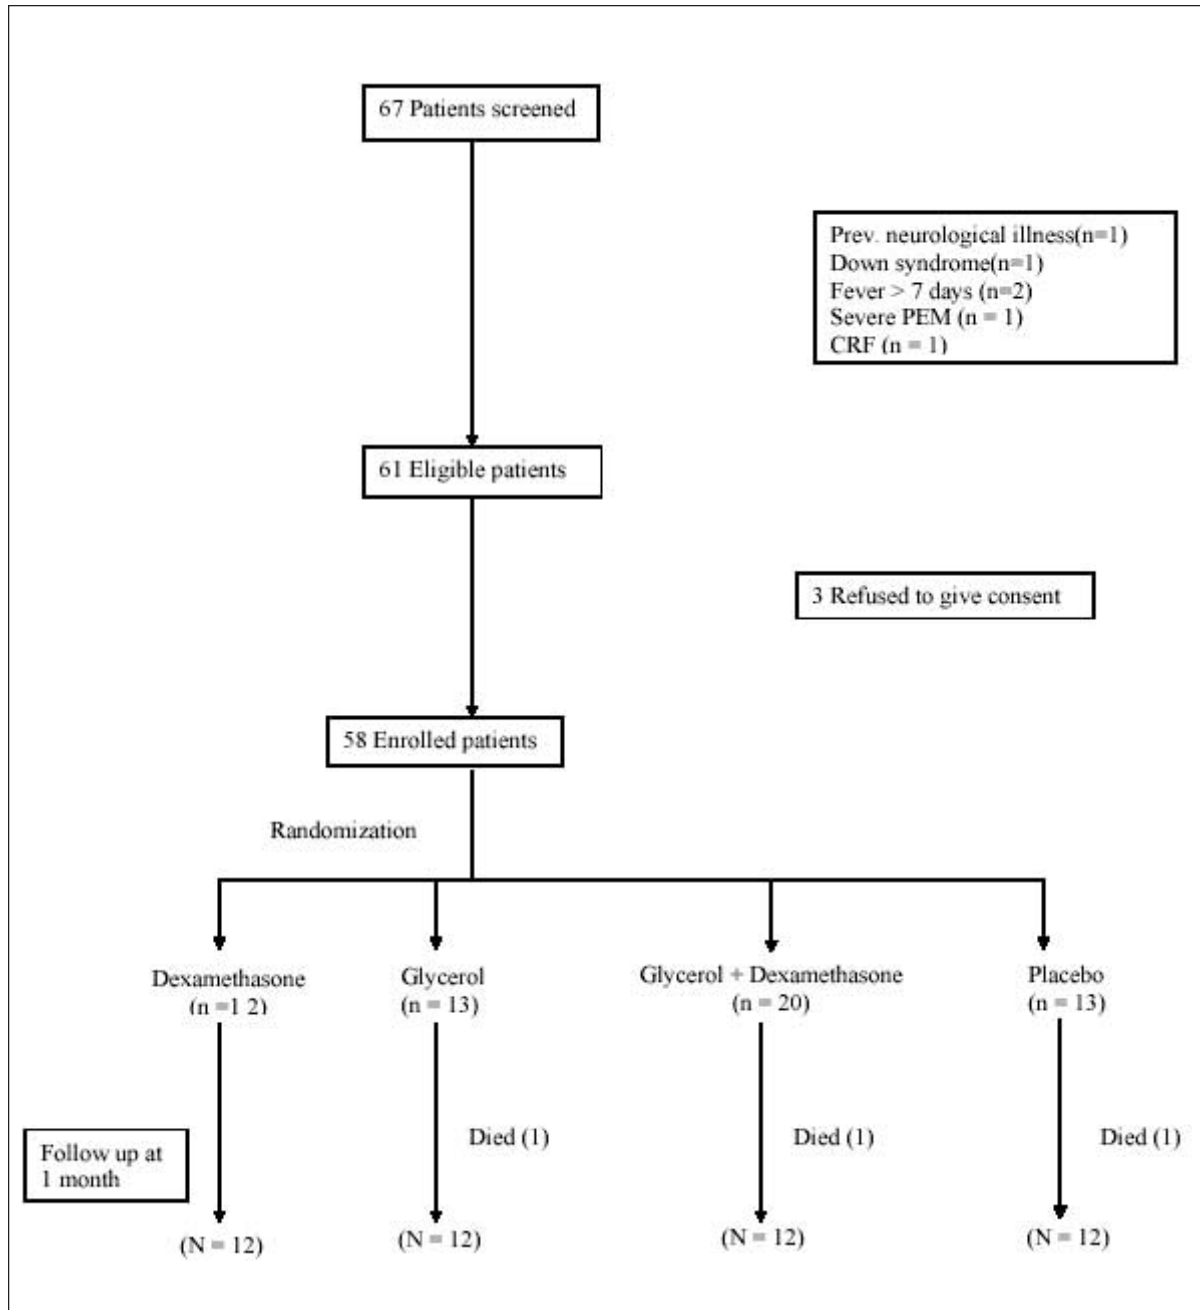 67 Patients screened
Prev. neurological illness(n=1)
Down syndrome(n=1)
Fever > 7 days (n=2)
Severe PEM (n = 1)
CRF (n = 1)
61 Eligible patients
3 Refused to give consent
58 Enrolled patients
Randomization
Dexamethasone
(n =1 2)
Glycerol
(n = 13)
Glycerol + Dexamethasone
(n = 20)
Placebo
(n = 13)
Follow up at
1 month
Died (1)
Died (1)
Died (1)
(N = 12)
(N = 12)
(N = 12)
(N = 12)